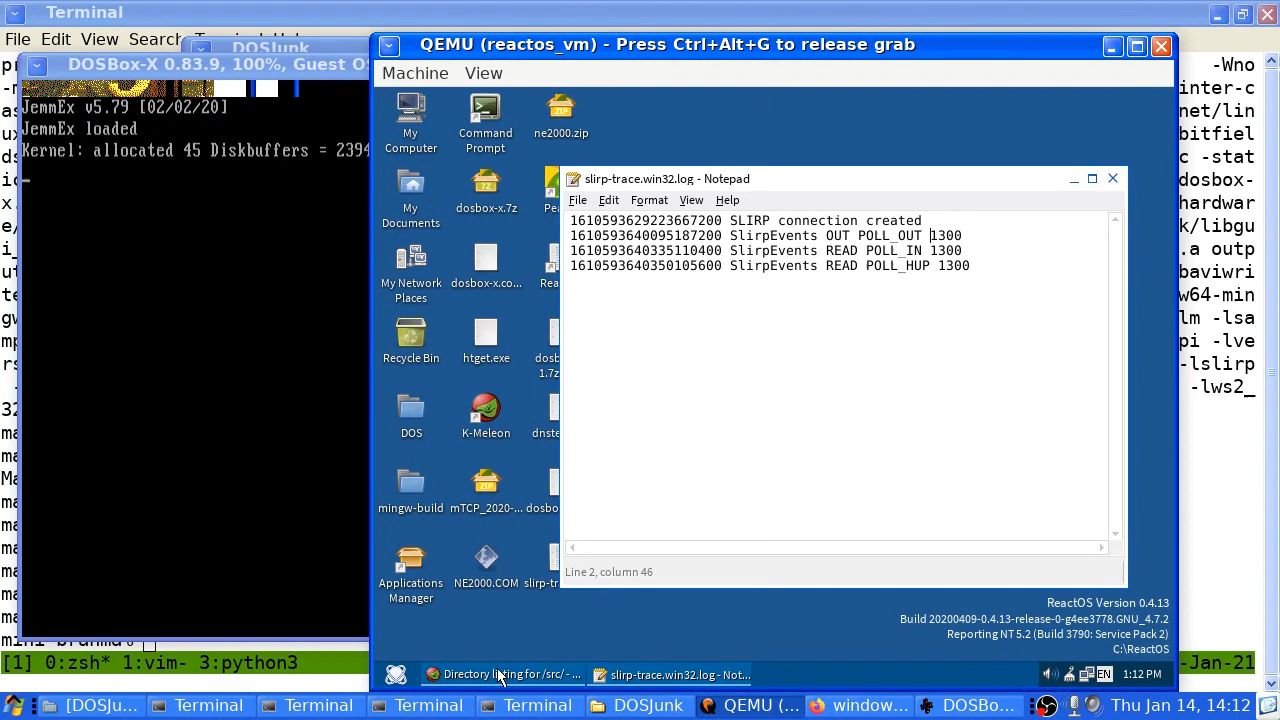 Terminal
File Edit View Search
DOSJunk
DOSBox-X 0.83.9, 100%, Guest OS
JemmEx v5.79 [02/02/20]
JemmEx loaded
Kernel: allocated 45 Diskbuffers = 2394
QEMU (reactos_vm) - Press Ctrl+Alt+G to release grab
Machine View
My Computer
Command Prompt
ne2000.zip
My Documents
dosbox-x.7z
My Network Places
dosbox-x.co...
Recycle Bin
htget.exe
DOS
K-Meleon
mingw-build
mTCP_2020-...
Applications Manager
NE2000.COM
slirp-trace.win32.log - Notepad
File Edit Format View Help
1610593629223667200 SLIRP connection created
1610593640095187200 SlirpEvents OUT POLL_OUT 1300
1610593640335110400 SlirpEvents READ POLL_IN 1300
1610593640350105600 SlirpEvents READ POLL_HUP 1300
Line 2, column 46
ReactOS Version 0.4.13
Build 20200409-0.4.13-release-0-g4ee3778.GNU_4.7.2
Reporting NT 5.2 (Build 3790: Service Pack 2)
C:\ReactOS
Directory listing for /src/ - ...
slirp-trace.win32.log - Not...
EN
1:12 PM
-Wno
inter-c
net/lin
bitfiel
c -stat
dosbox-
hardwar
k/libgu
.a outp
baviwri
w64-min
lm -lsa
pi -lve
-lslirp
-lws2_
[1] 0:zsh* 1:vim- 3:python3
-Jan-21
[DOSJu...
Terminal
Terminal
Terminal
Terminal
DOSJunk
QEMU (...
window...
DOSBo...
Thu Jan 14, 14:12